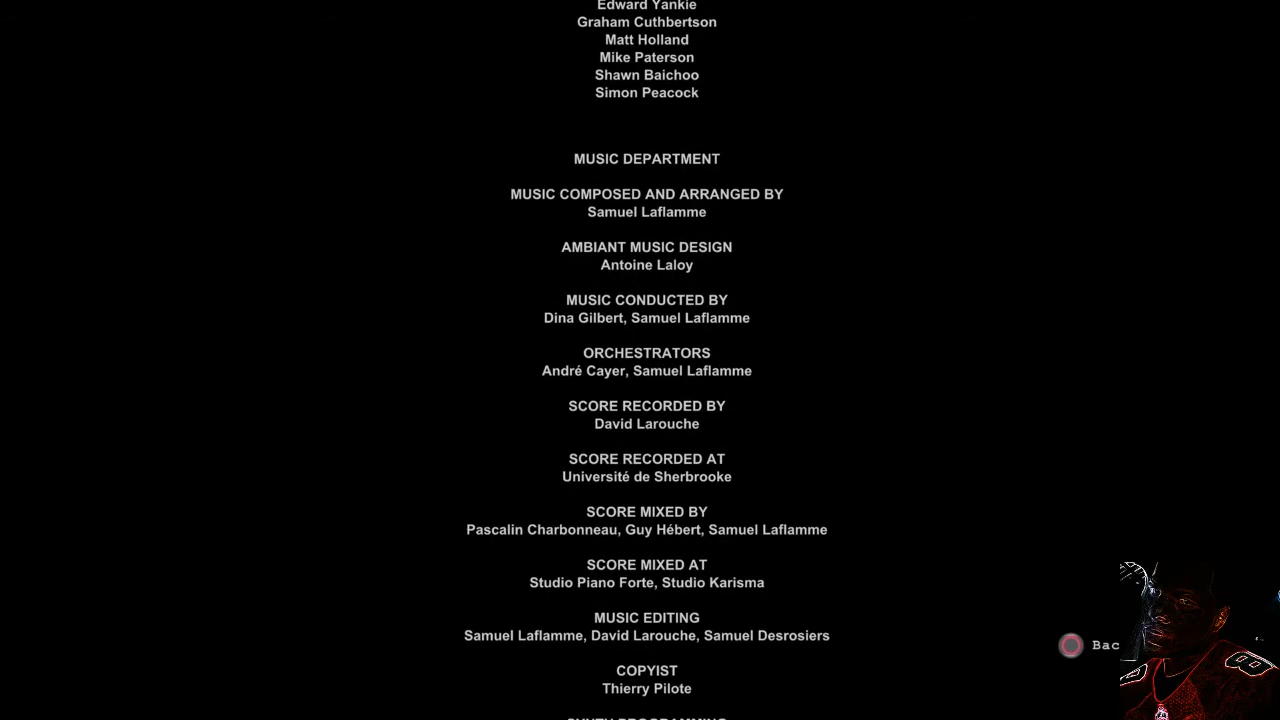 Edward Yankie
Graham Cuthbertson
Matt Holland
Mike Paterson
Shawn Baichoo
Simon Peacock
MUSIC DEPARTMENT
MUSIC COMPOSED AND ARRANGED BY
Samuel Laflamme
AMBIANT MUSIC DESIGN
Antoine Laloy
MUSIC CONDUCTED BY
Dina Gilbert, Samuel Laflamme
ORCHESTRATORS
André Cayer, Samuel Laflamme
SCORE RECORDED BY
David Larouche
SCORE RECORDED AT
Université de Sherbrooke
SCORE MIXED BY
Pascalin Charbonneau, Guy Hébert, Samuel Laflamme
SCORE MIXED AT
Studio Piano Forte, Studio Karisma
MUSIC EDITING
Samuel Laflamme, David Larouche, Samuel Desrosiers
Bac
8
COPYIST
Thierry Pilote
SYNTH PROGRAMMING